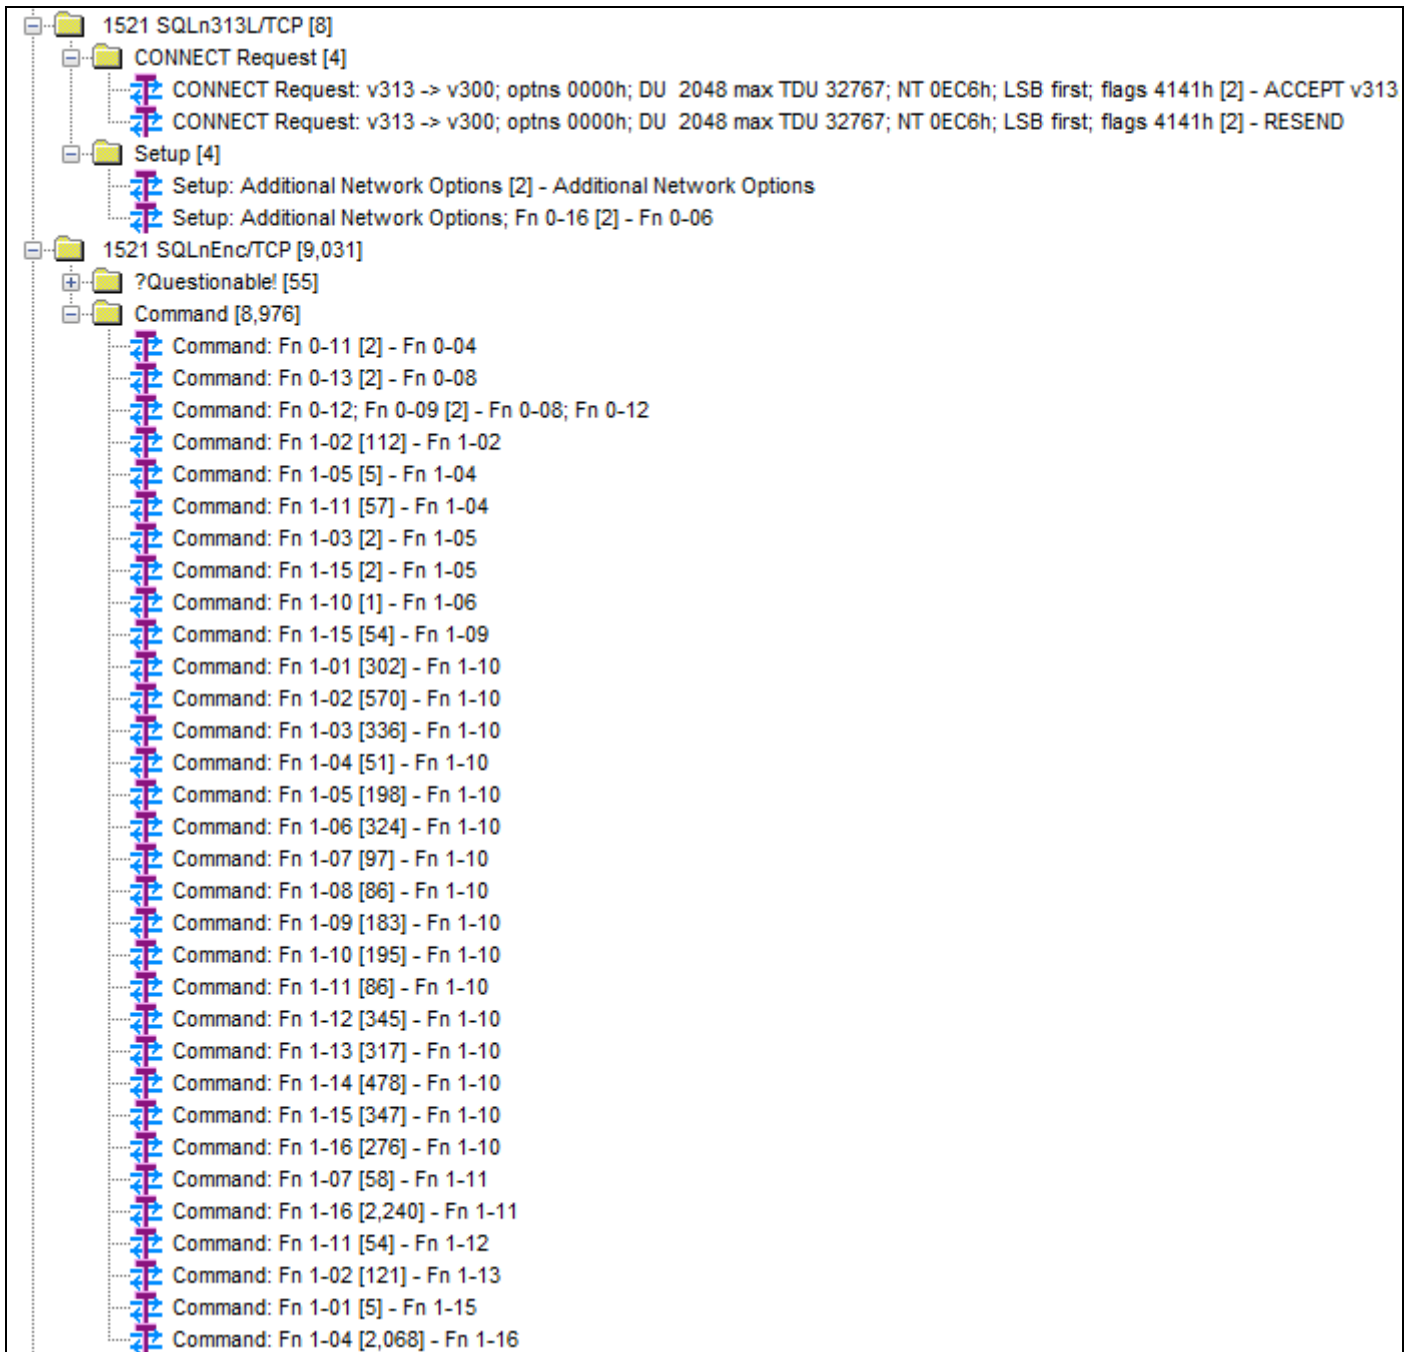 1521 SQLn313L/TCP [8]
CONNECT Request [4]
CONNECT Request: v313 -> v300; optns 0000h; DU 2048 max TDU 32767; NT 0EC6h; LSB first; flags 4141h [2] - ACCEPT v313
CONNECT Request: v313 -> v300; optns 0000h; DU 2048 max TDU 32767; NT 0EC6h; LSB first; flags 4141h [2] - RESEND
Setup [4]
Setup: Additional Network Options [2] - Additional Network Options
Setup: Additional Network Options; Fn 0-16 [2] - Fn 0-06
1521 SQLnEnc/TCP [9,031]
?Questionable! [55]
Command [8,976]
Command: Fn 0-11 [2] - Fn 0-04
Command: Fn 0-13 [2] - Fn 0-08
Command: Fn 0-12; Fn 0-09 [2] - Fn 0-08; Fn 0-12
Command: Fn 1-02 [112] - Fn 1-02
Command: Fn 1-05 [5] - Fn 1-04
Command: Fn 1-11 [57] - Fn 1-04
Command: Fn 1-03 [2] - Fn 1-05
Command: Fn 1-15 [2] - Fn 1-05
Command: Fn 1-10 [1] - Fn 1-06
Command: Fn 1-15 [54] - Fn 1-09
Command: Fn 1-01 [302] - Fn 1-10
Command: Fn 1-02 [570] - Fn 1-10
Command: Fn 1-03 [336] - Fn 1-10
Command: Fn 1-04 [51] - Fn 1-10
Command: Fn 1-05 [198] - Fn 1-10
Command: Fn 1-06 [324] - Fn 1-10
Command: Fn 1-07 [97] - Fn 1-10
Command: Fn 1-08 [86] - Fn 1-10
Command: Fn 1-09 [183] - Fn 1-10
Command: Fn 1-10 [195] - Fn 1-10
Command: Fn 1-11 [86] - Fn 1-10
Command: Fn 1-12 [345] - Fn 1-10
Command: Fn 1-13 [317] - Fn 1-10
Command: Fn 1-14 [478] - Fn 1-10
Command: Fn 1-15 [347] - Fn 1-10
Command: Fn 1-16 [276] - Fn 1-10
Command: Fn 1-07 [58] - Fn 1-11
Command: Fn 1-16 [2,240] - Fn 1-11
Command: Fn 1-11 [54] - Fn 1-12
Command: Fn 1-02 [121] - Fn 1-13
Command: Fn 1-01 [5] - Fn 1-15
Command: Fn 1-04 [2,068] - Fn 1-16